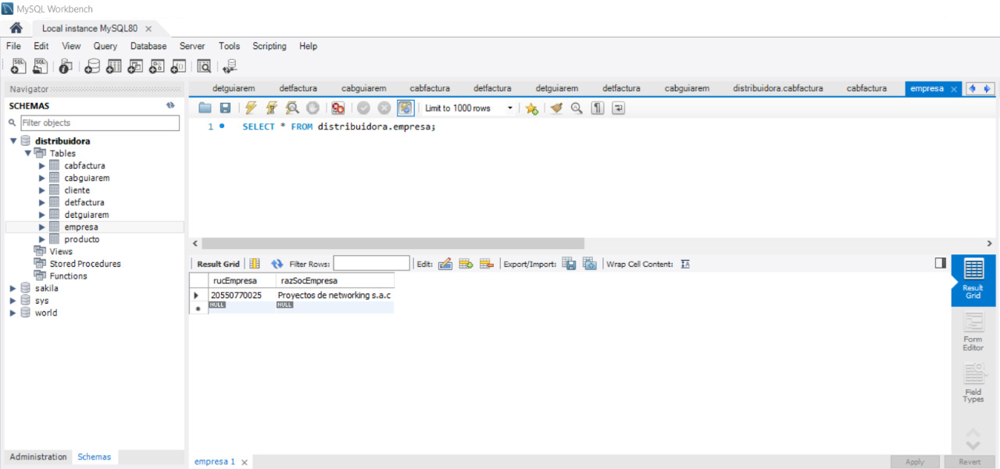 MySQL Workbench
Local instance MySQL80
File Edit View Query Database Server Tools Scripting Help
Navigator
SCHEMAS
Filter objects
distribuidora
Tables
cabfactura
cabguiarem
cliente
detfactura
detguiarem
empresa
producto
Views
Stored Procedures
Functions
sakila
sys
world
Administration Schemas
detguiarem detfactura cabguiarem cabfactura detfactura detguiarem detfactura cabguiarem distribuidora.cabfactura cabfactura empresa
Limit to 1000 rows
1 SELECT * FROM distribuidora.empresa;
Result Grid Filter Rows: Edit: Export/Import: Wrap Cell Content:
rucEmpresa razSocEmpresa
20550770025 Proyectos de networking s.a.c
NULL NULL
Result
Grid
Form
Editor
Field
Types
empresa 1
Apply Revert